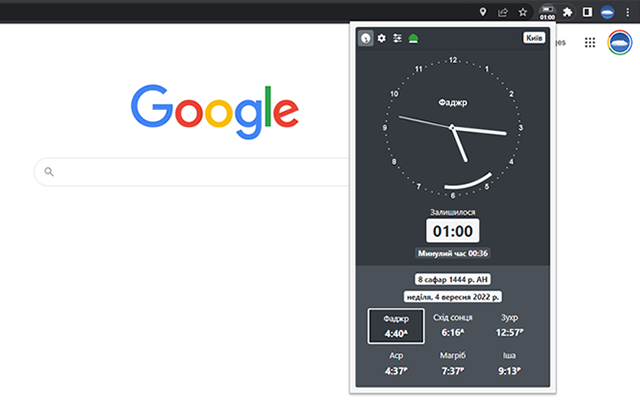 01:00
Google
ges
Київ
12
1
2
3
4
5
6
7
8
9
10
11
Фаджр
Залишилося
01:00
Минулий час 00:36
8 сафар 1444 р. AH
неділя, 4 вересня 2022 р.
Фаджр Схід сонця Зухр
4:40ᴬ 6:16ᴬ 12:57ᴾ
Аср Магріб Іша
4:37ᴾ 7:37ᴾ 9:13ᴾ